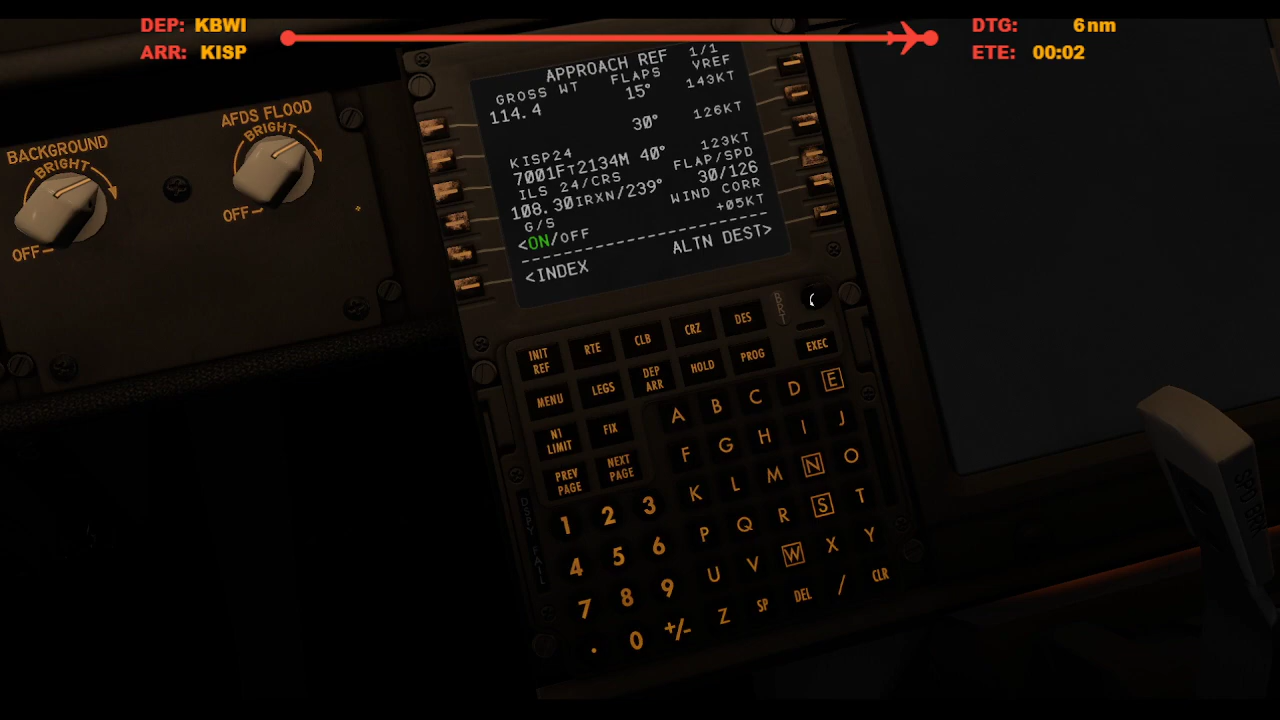 DEP: KBWI
ARR: KISP
DTG: 6nm
ETE: 00:02
BACKGROUND
BRIGHT
OFF
AFDS FLOOD
BRIGHT
OFF
APPROACH REF 1/1
GROSS WT FLAPS VREF
114.4 15° 143KT
30° 126KT
KISP24 123KT
7001FT2134M 40° FLAP/SPD
ILS 24/CRS 30/126
108.30IRXN/239° WIND CORR
G/S +05KT
<ON/OFF
--------------------
<INDEX ALTN DEST>
BRT
INIT REF RTE CLB CRZ DES
MENU LEGS DEP ARR HOLD PROG EXEC
N1 LIMIT FIX
PREV PAGE NEXT PAGE
A B C D E
F G H I J
K L M N O
P Q R S T
U V W X Y
Z SP DEL / CLR
1 2 3
4 5 6
7 8 9
. 0 +/-